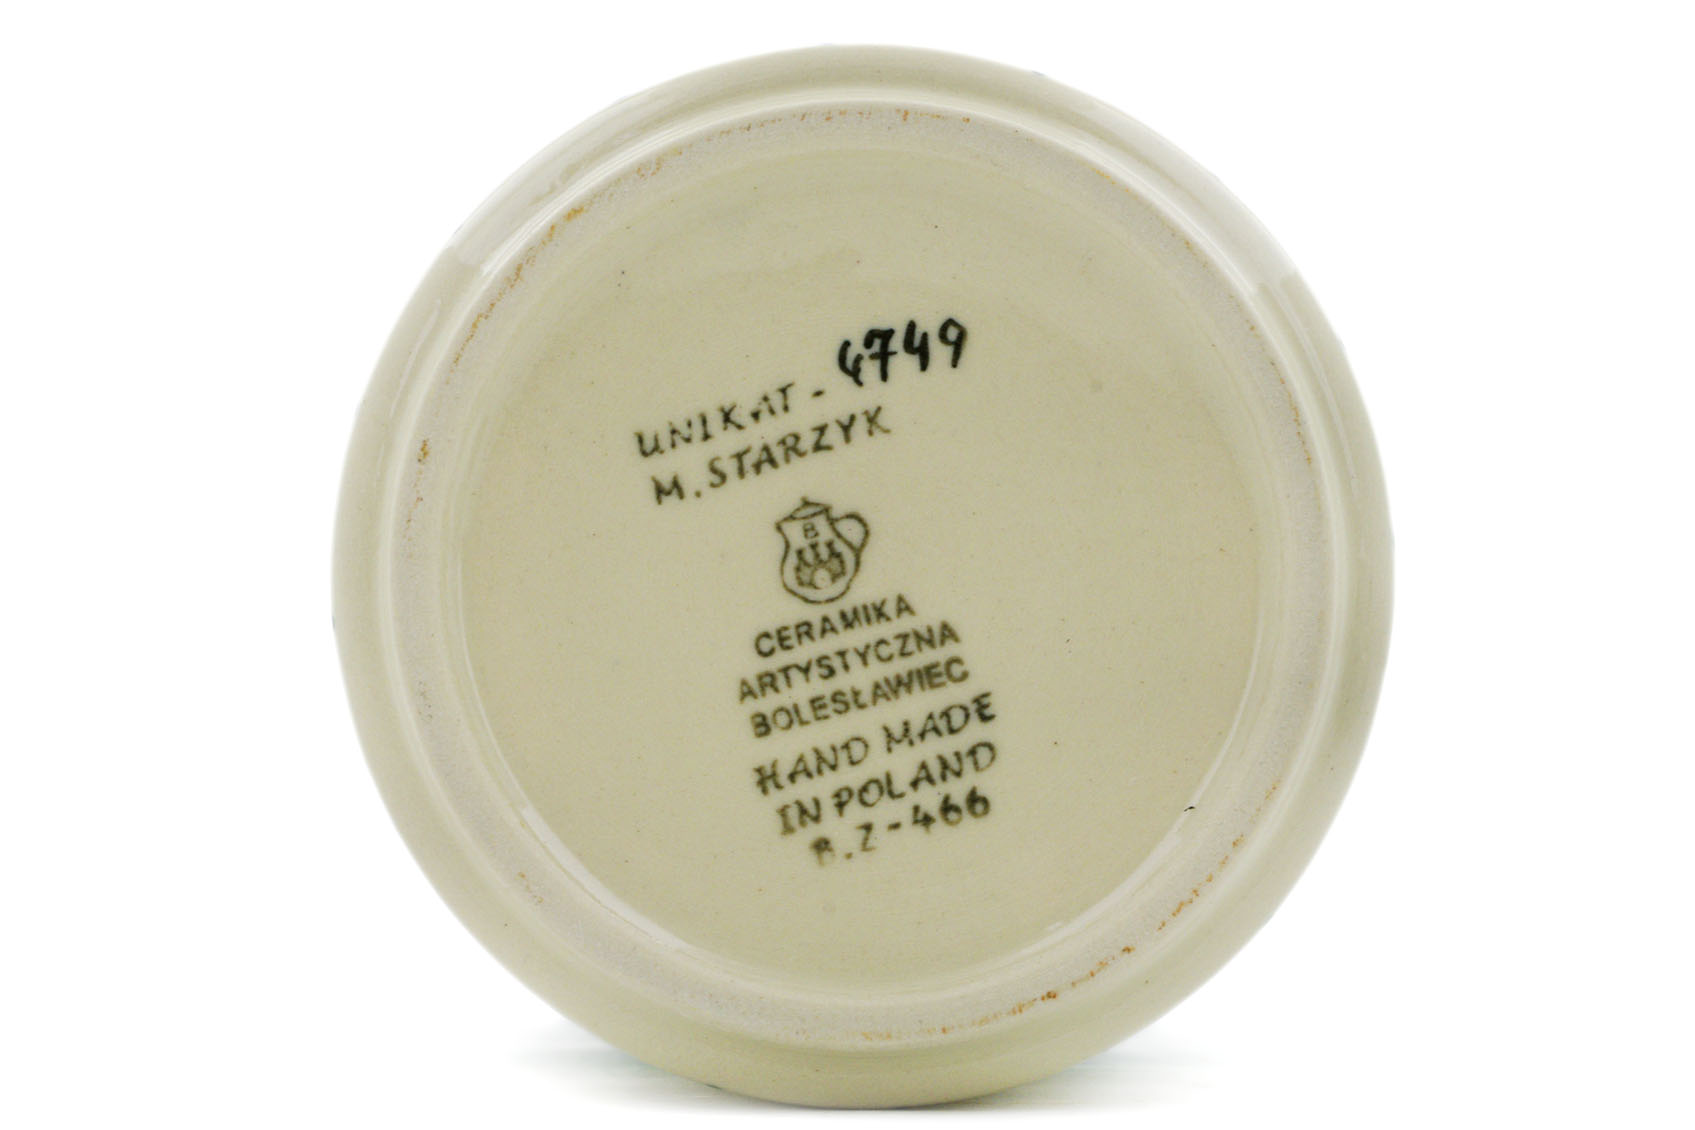 UNIKAT - 4749
M. STARZYK
B
CERAMIKA
ARTYSTYCZNA
BOLESŁAWIEC
HAND MADE
IN POLAND
B.Z-466